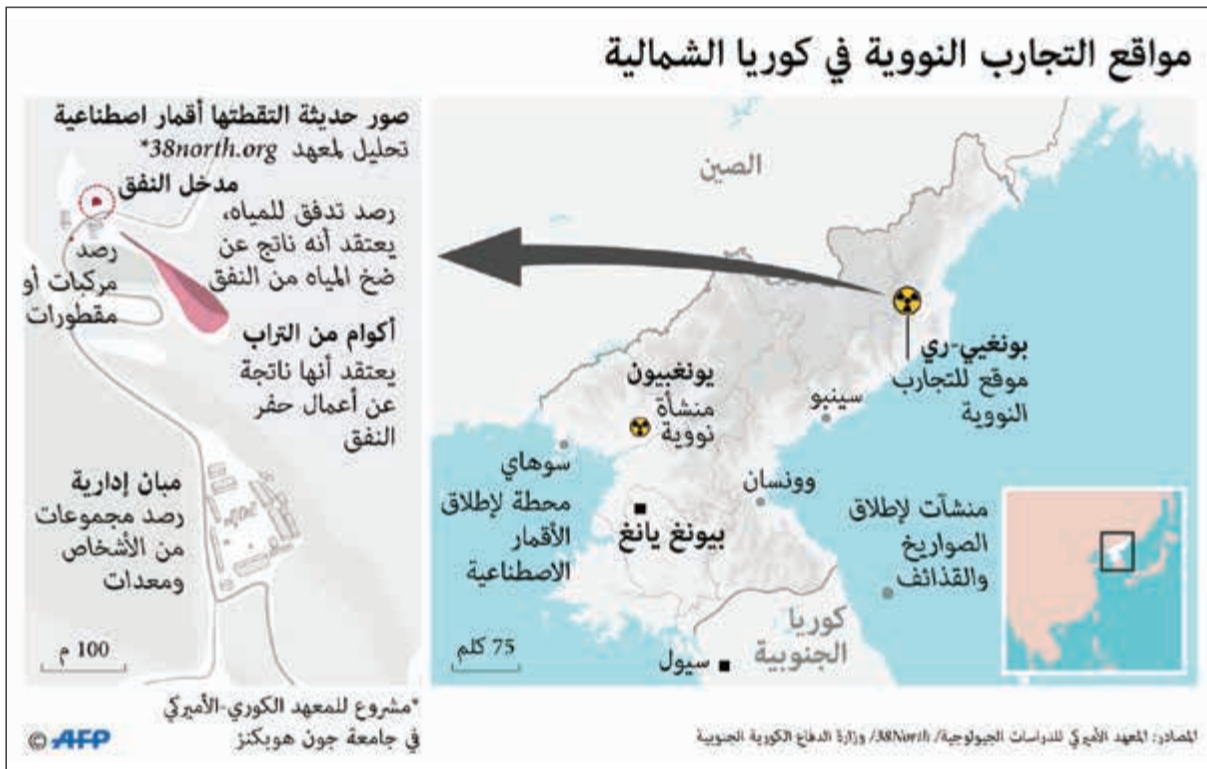 مواقع التجارب النووية في كوريا الشمالية
الصين
بونغيي-ري
موقع للتجارب
النووية
سينبو
يونغبيون
منشأة
نووية
سوهاي
محطة لإطلاق
الأقمار
الاصطناعية
وونسان
بيونغ يانغ
منشآت لإطلاق
الصواريخ
والقذائف
كوريا
الجنوبية
سيول
75 كلم
صور حديثة التقطتها أقمار اصطناعية
تحليل لمعهد 38north.org*
مدخل النفق
رصد تدفق للمياه،
يعتقد أنه ناتج عن
ضخ المياه من النفق
رصد
مركبات أو
مقطورات
أكوام من التراب
يعتقد أنها ناتجة
عن أعمال حفر
النفق
مبان إدارية
رصد مجموعات
من الأشخاص
ومعدات
100 م
*مشروع للمعهد الكوري-الأميركي
في جامعة جون هوبكنز
© AFP
المصادر: المعهد الأميركي للدراسات الجيولوجية/ 38North/ وزارة الدفاع الكورية الجنوبية